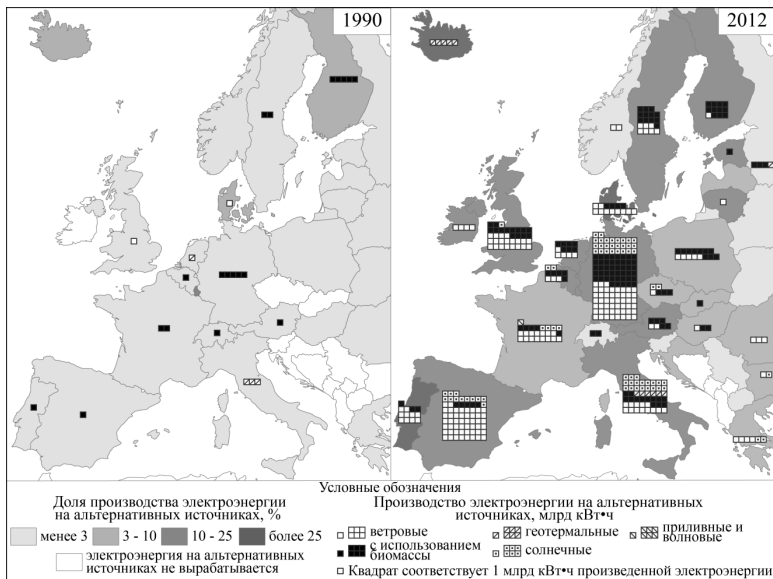 1990
2012
Условные обозначения
Доля производства электроэнергии
на альтернативных источниках, %
менее 3
3 - 10
10 - 25
более 25
электроэнергия на альтернативных
источниках не вырабатывается
Производство электроэнергии на альтернативных
источниках, млрд кВт•ч
ветровые
геотермальные
приливные и
волновые
с использованием
биомассы
солнечные
Квадрат соответствует 1 млрд кВт•ч произведенной электроэнергии